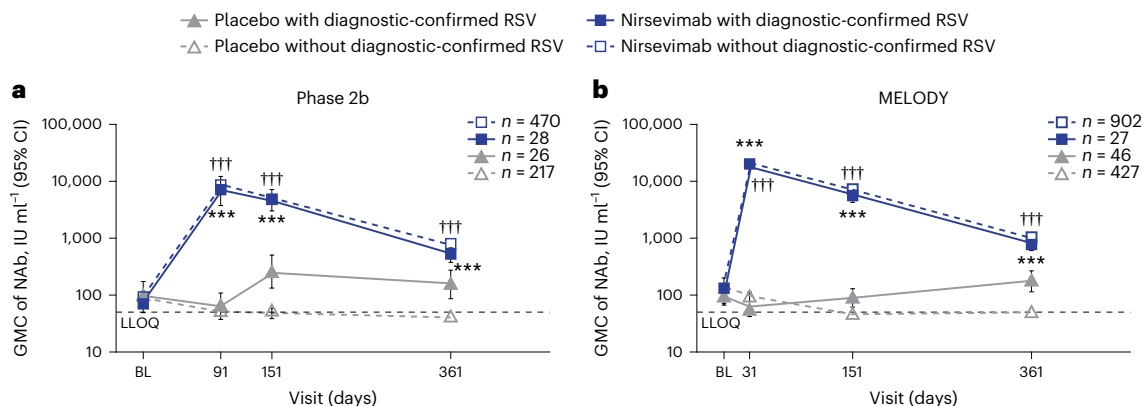 Placebo with diagnostic-confirmed RSV
Nirsevimab with diagnostic-confirmed RSV
Placebo without diagnostic-confirmed RSV
Nirsevimab without diagnostic-confirmed RSV
a
Phase 2b
GMC of NAb, IU ml⁻¹ (95% CI)
100,000
10,000
1,000
100
10
LLOQ
n = 470
n = 28
n = 26
n = 217
†††
†††
†††
***
***
***
BL
91
151
361
Visit (days)
b
MELODY
GMC of NAb, IU ml⁻¹ (95% CI)
100,000
10,000
1,000
100
10
LLOQ
n = 902
n = 27
n = 46
n = 427
***
†††
†††
***
†††
***
BL
31
151
361
Visit (days)